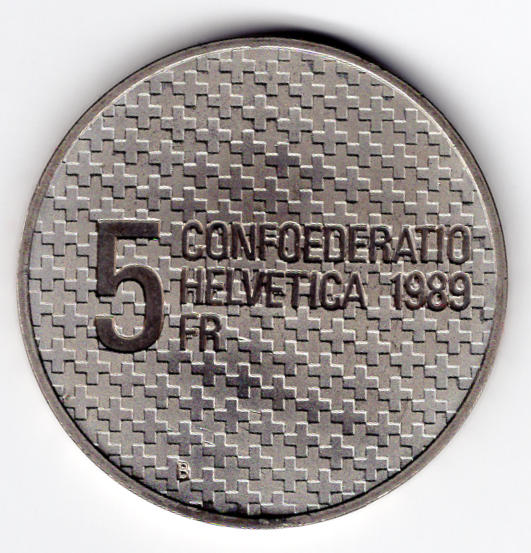 5 CONFOEDERATIO
HELVETICA 1989
FR
B